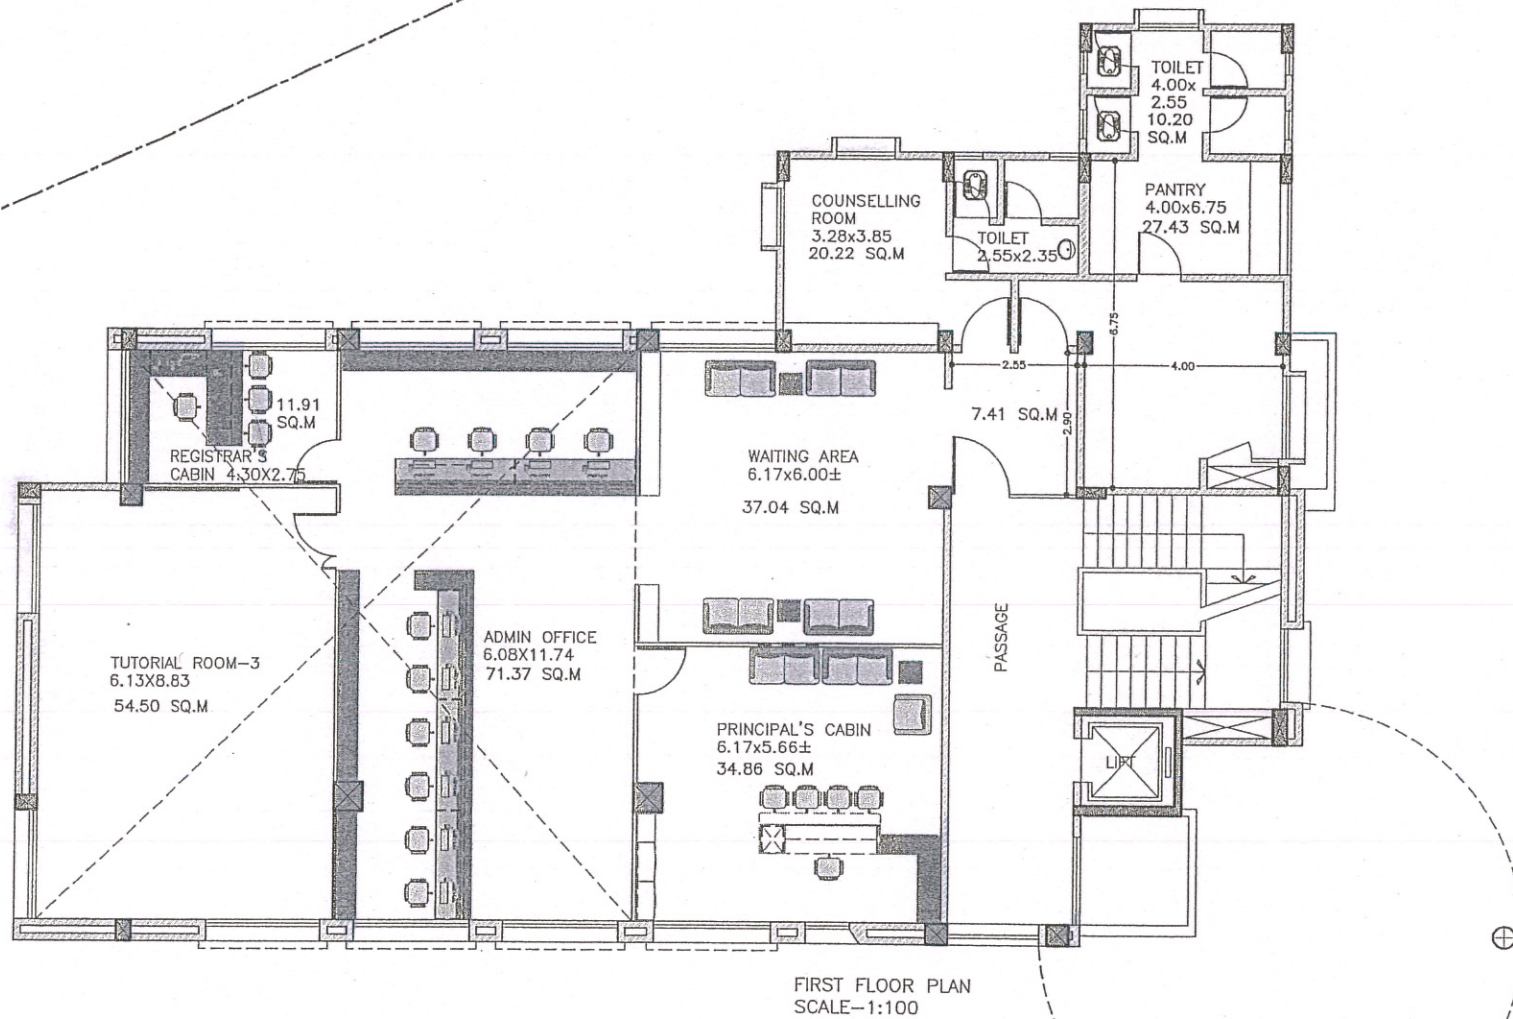 TOILET
4.00x
2.55
10.20
SQ.M
PANTRY
4.00x6.75
27.43 SQ.M
COUNSELLING
ROOM
3.28x3.85
20.22 SQ.M
TOILET
2.55x2.35
6.75
2.55
4.00
2.90
7.41 SQ.M
11.91
SQ.M
REGISTRAR'S
CABIN 4.30X2.75
WAITING AREA
6.17x6.00±
37.04 SQ.M
ADMIN OFFICE
6.08X11.74
71.37 SQ.M
TUTORIAL ROOM-3
6.13X8.83
54.50 SQ.M
PASSAGE
PRINCIPAL'S CABIN
6.17x5.66±
34.86 SQ.M
LIFT
FIRST FLOOR PLAN
SCALE-1:100